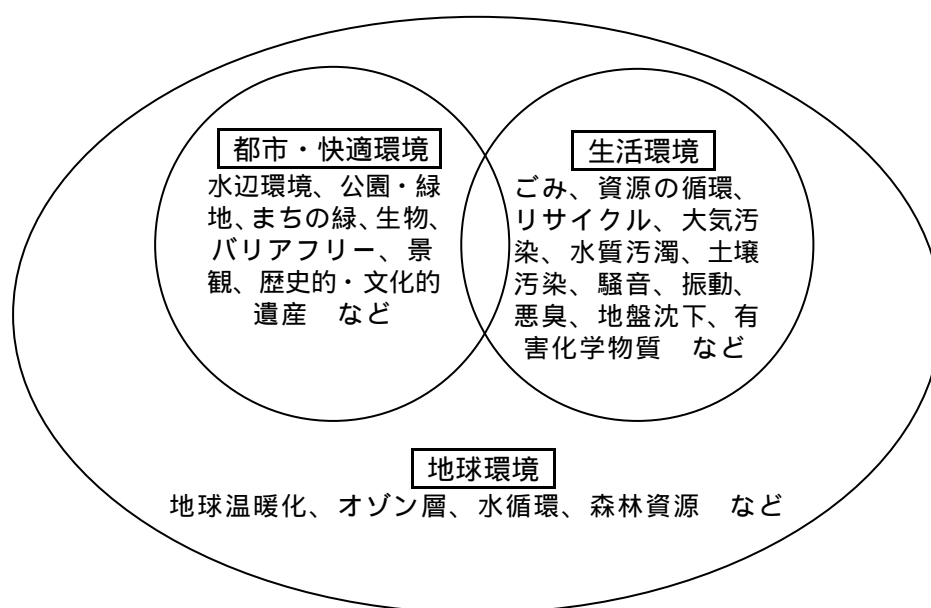 都市・快適環境
水辺環境、公園・緑
地、まちの緑、生物、
バリアフリー、景
観、歴史的・文化的
遺産　など
生活環境
ごみ、資源の循環、
リサイクル、大気汚
染、水質汚濁、土壌
汚染、騒音、振動、
悪臭、地盤沈下、有
害化学物質　など
地球環境
地球温暖化、オゾン層、水循環、森林資源　など